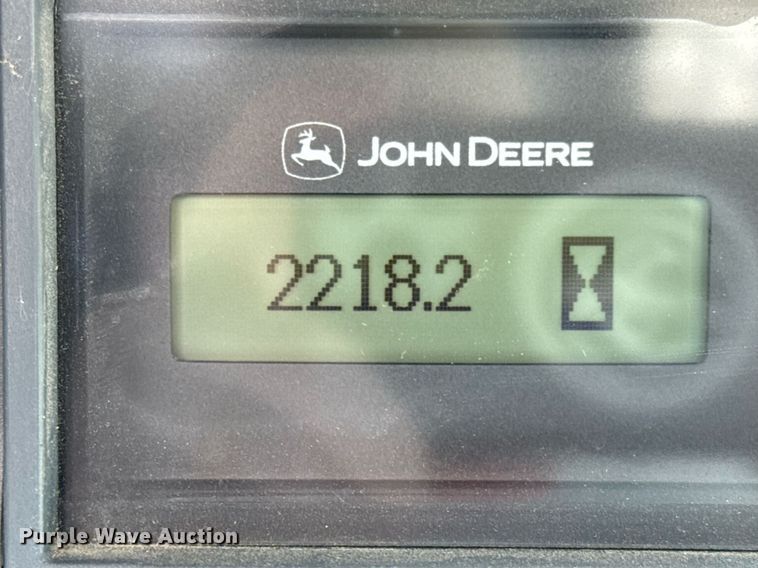 JOHN DEERE
2218.2
Purple Wave Auction